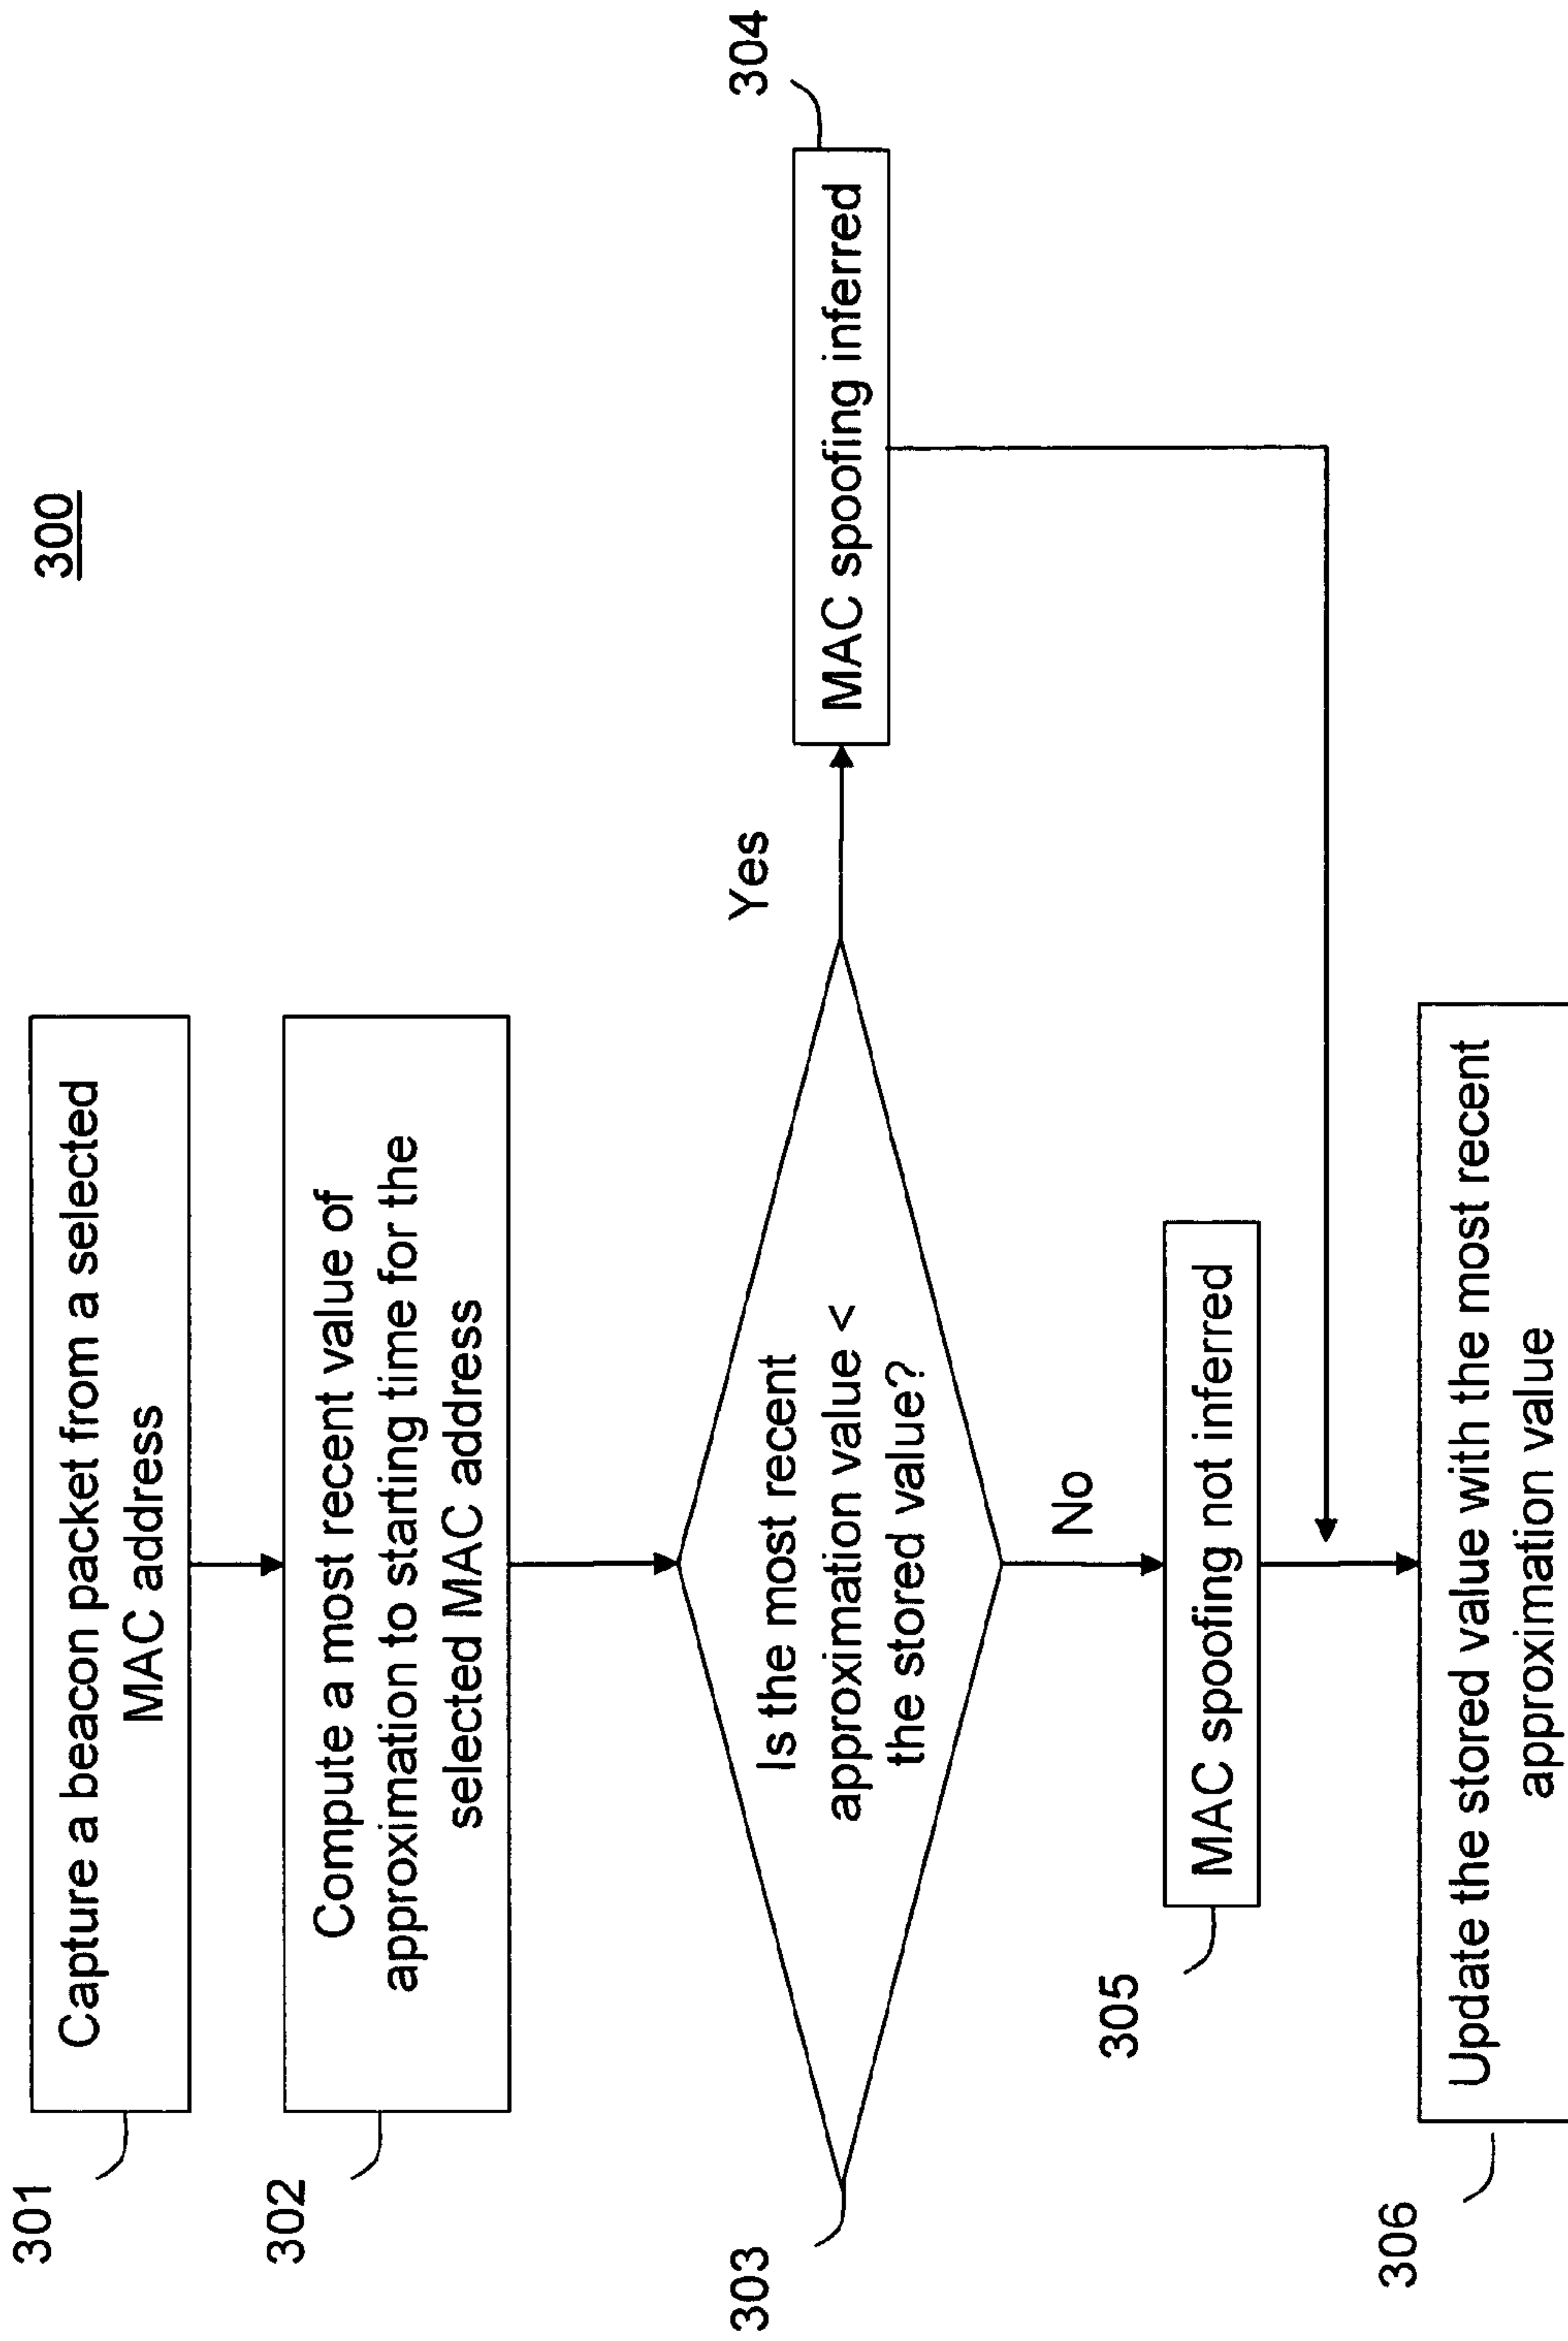 300
301
Capture a beacon packet from a selected
MAC address
302
Compute a most recent value of
approximation to starting time for the
selected MAC address
303
Is the most recent
approximation value <
the stored value?
Yes
304
MAC spoofing inferred
No
305
MAC spoofing not inferred
306
Update the stored value with the most recent
approximation value